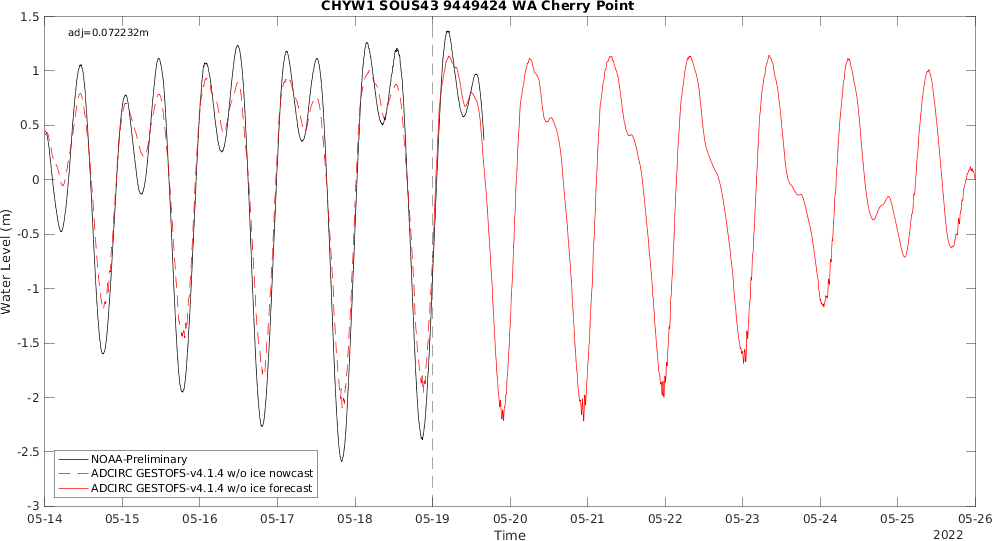 CHYW1 SOUS43 9449424 WA Cherry Point
adj=0.072232m
1.5
1
0.5
0
-0.5
-1
-1.5
-2
-2.5
-3
Water Level (m)
NOAA-Preliminary
ADCIRC GESTOFS-v4.1.4 w/o ice nowcast
ADCIRC GESTOFS-v4.1.4 w/o ice forecast
05-14 05-15 05-16 05-17 05-18 05-19 05-20 05-21 05-22 05-23 05-24 05-25 05-26
Time
2022